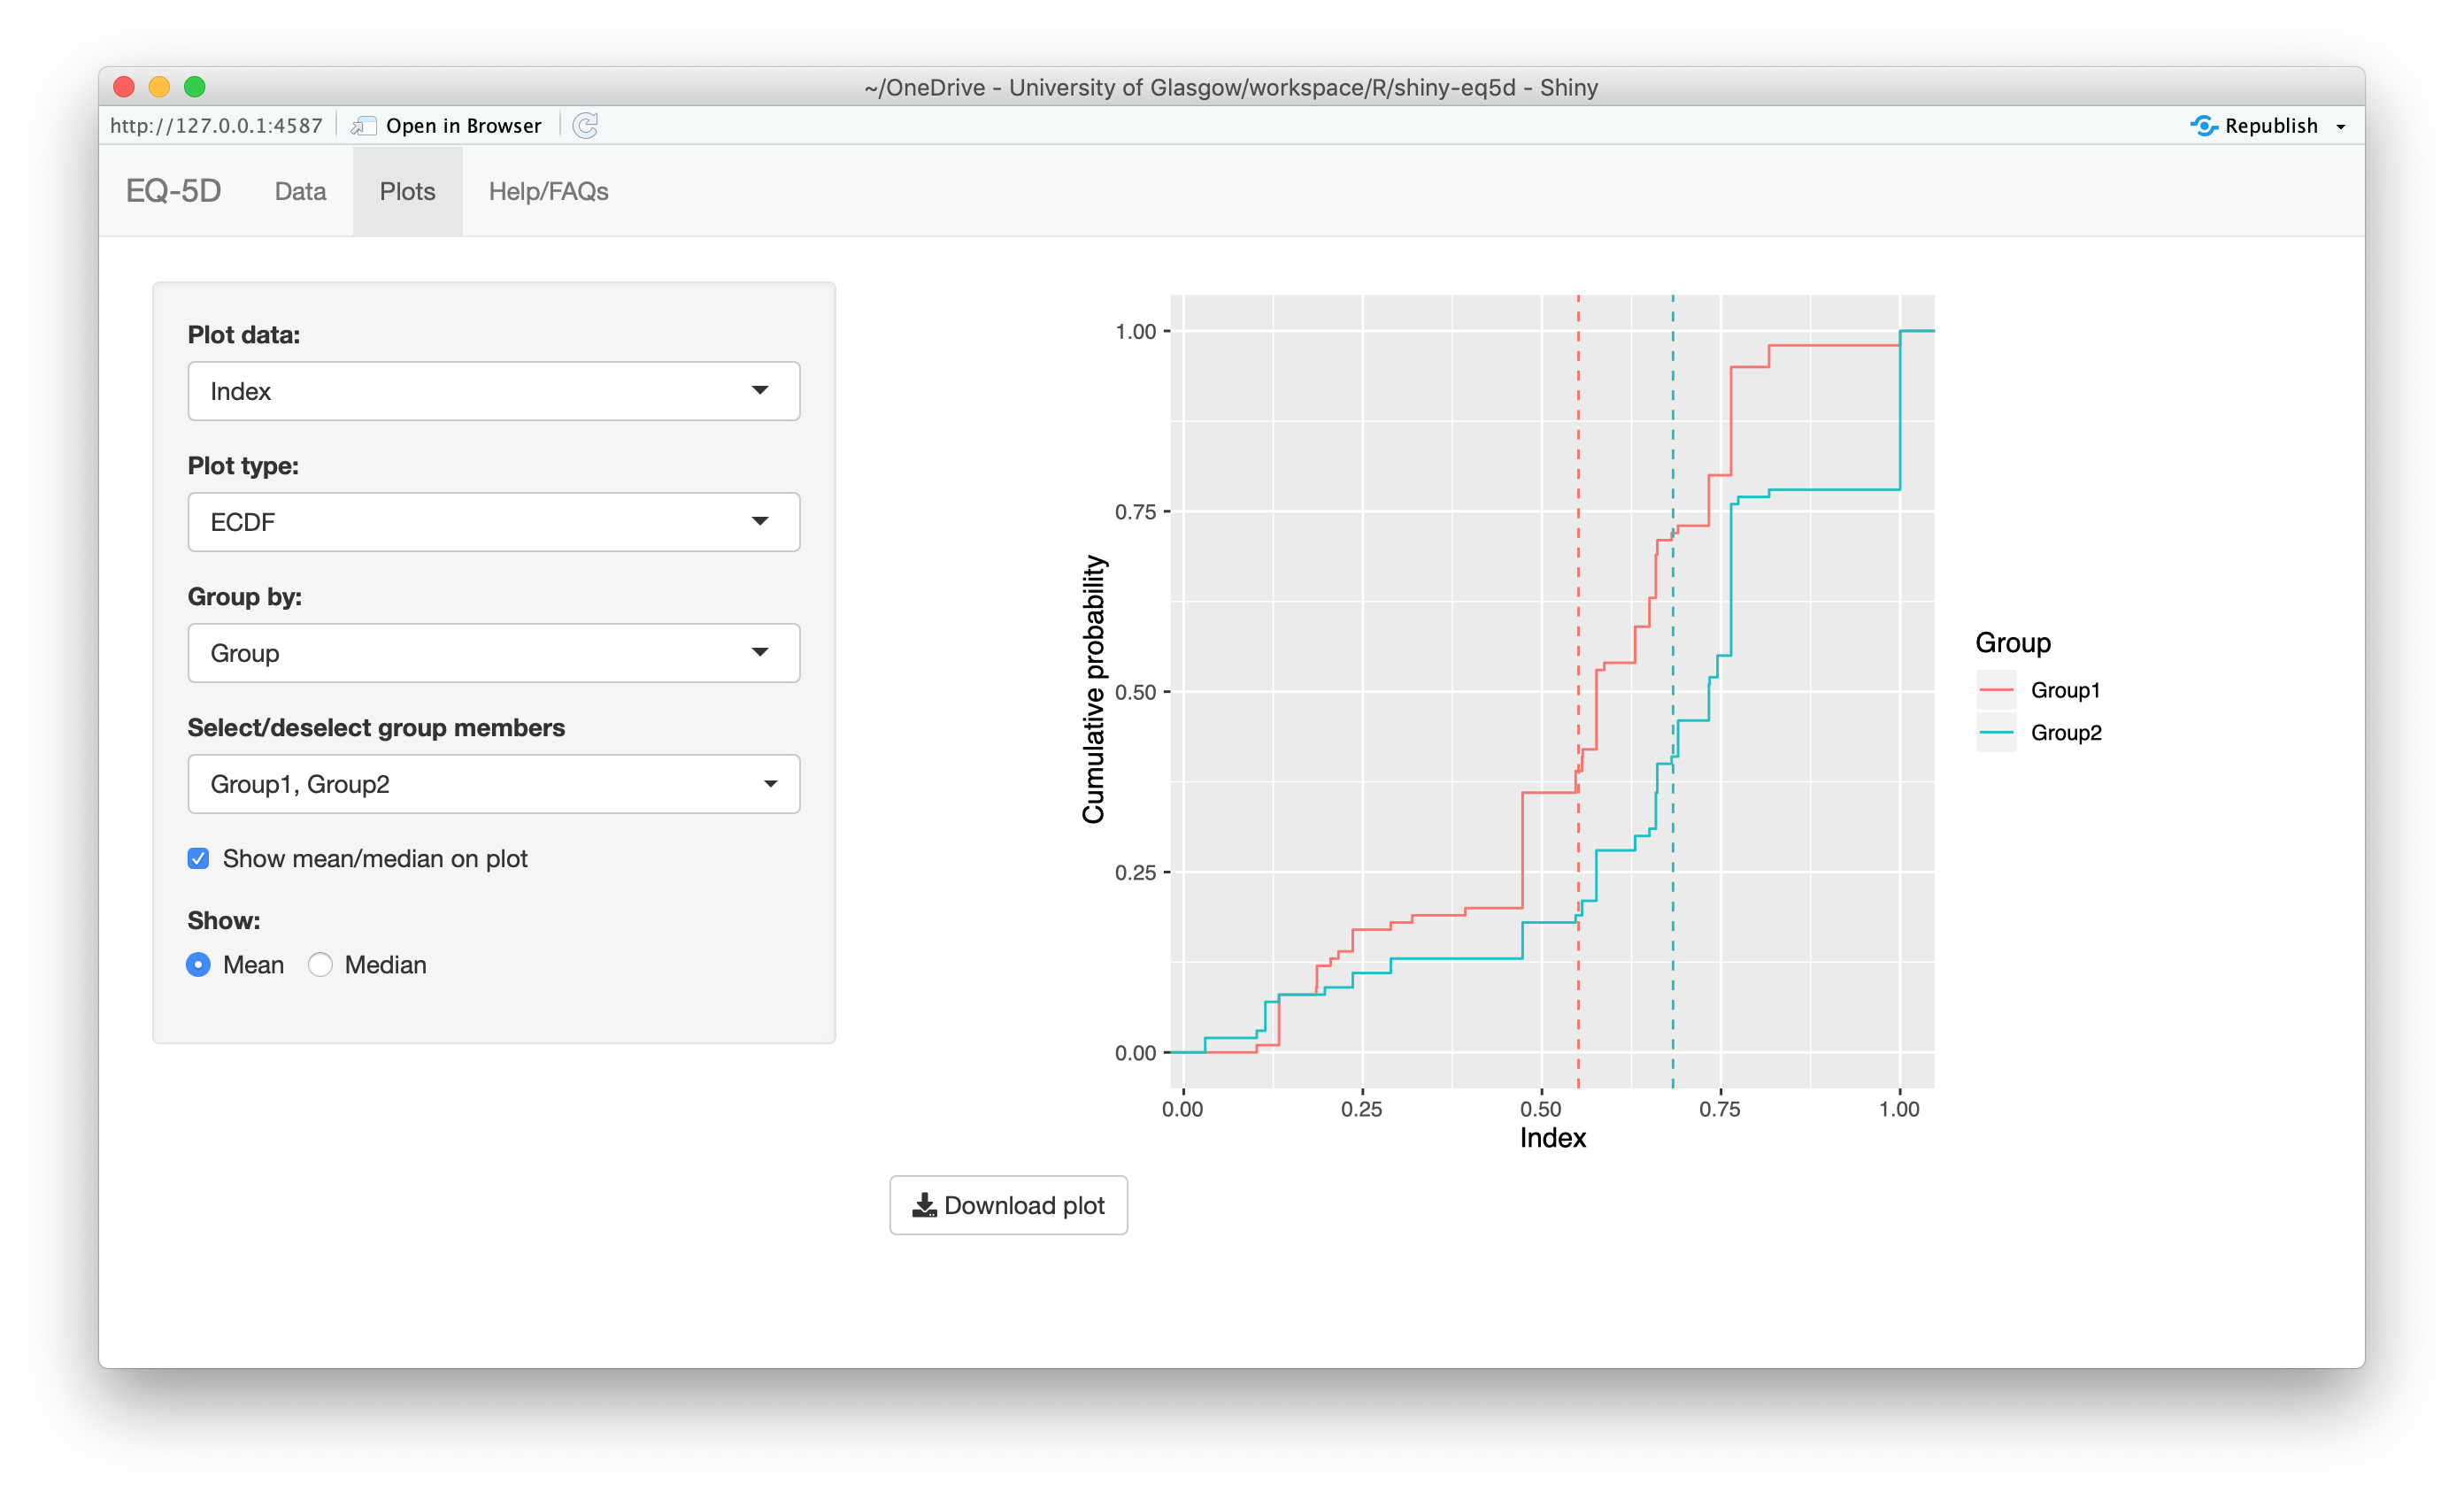 ~/OneDrive - University of Glasgow/workspace/R/shiny-eq5d - Shiny
http://127.0.0.1:4587 Open in Browser Republish
EQ-5D Data Plots Help/FAQs
Plot data:
Index
Plot type:
ECDF
Group by:
Group
Select/deselect group members
Group1, Group2
Show mean/median on plot
Show:
Mean Median
Cumulative probability
1.00
0.75
0.50
0.25
0.00
0.00 0.25 0.50 0.75 1.00
Index
Group
Group1
Group2
Download plot